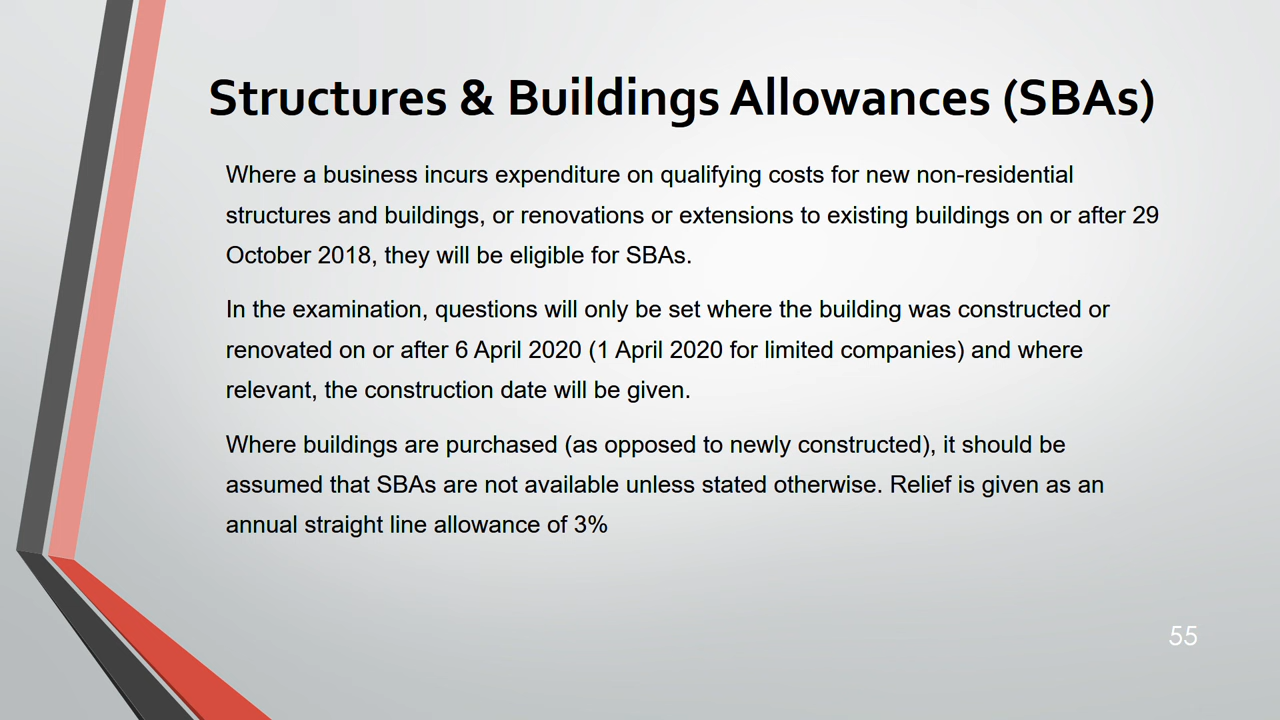 Structures & Buildings Allowances (SBAs)
Where a business incurs expenditure on qualifying costs for new non-residential
structures and buildings, or renovations or extensions to existing buildings on or after 29
October 2018, they will be eligible for SBAs.
In the examination, questions will only be set where the building was constructed or
renovated on or after 6 April 2020 (1 April 2020 for limited companies) and where
relevant, the construction date will be given.
Where buildings are purchased (as opposed to newly constructed), it should be
assumed that SBAs are not available unless stated otherwise. Relief is given as an
annual straight line allowance of 3%
55